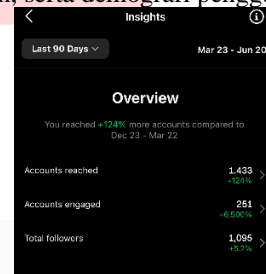 Insights
Last 90 Days
Mar 23 - Jun 20
Overview
You reached +124% more accounts compared to
Dec 23 - Mar 22
Accounts reached
1,433
+124%
Accounts engaged
251
+6,500%
Total followers
1,095
+5.2%